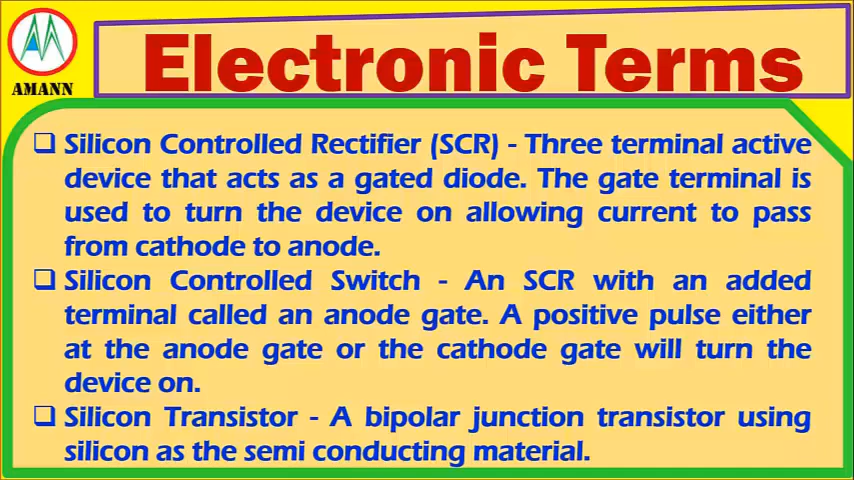 AMANN
Electronic Terms
❑ Silicon Controlled Rectifier (SCR) - Three terminal active
device that acts as a gated diode. The gate terminal is
used to turn the device on allowing current to pass
from cathode to anode.
❑ Silicon Controlled Switch - An SCR with an added
terminal called an anode gate. A positive pulse either
at the anode gate or the cathode gate will turn the
device on.
❑ Silicon Transistor - A bipolar junction transistor using
silicon as the semi conducting material.